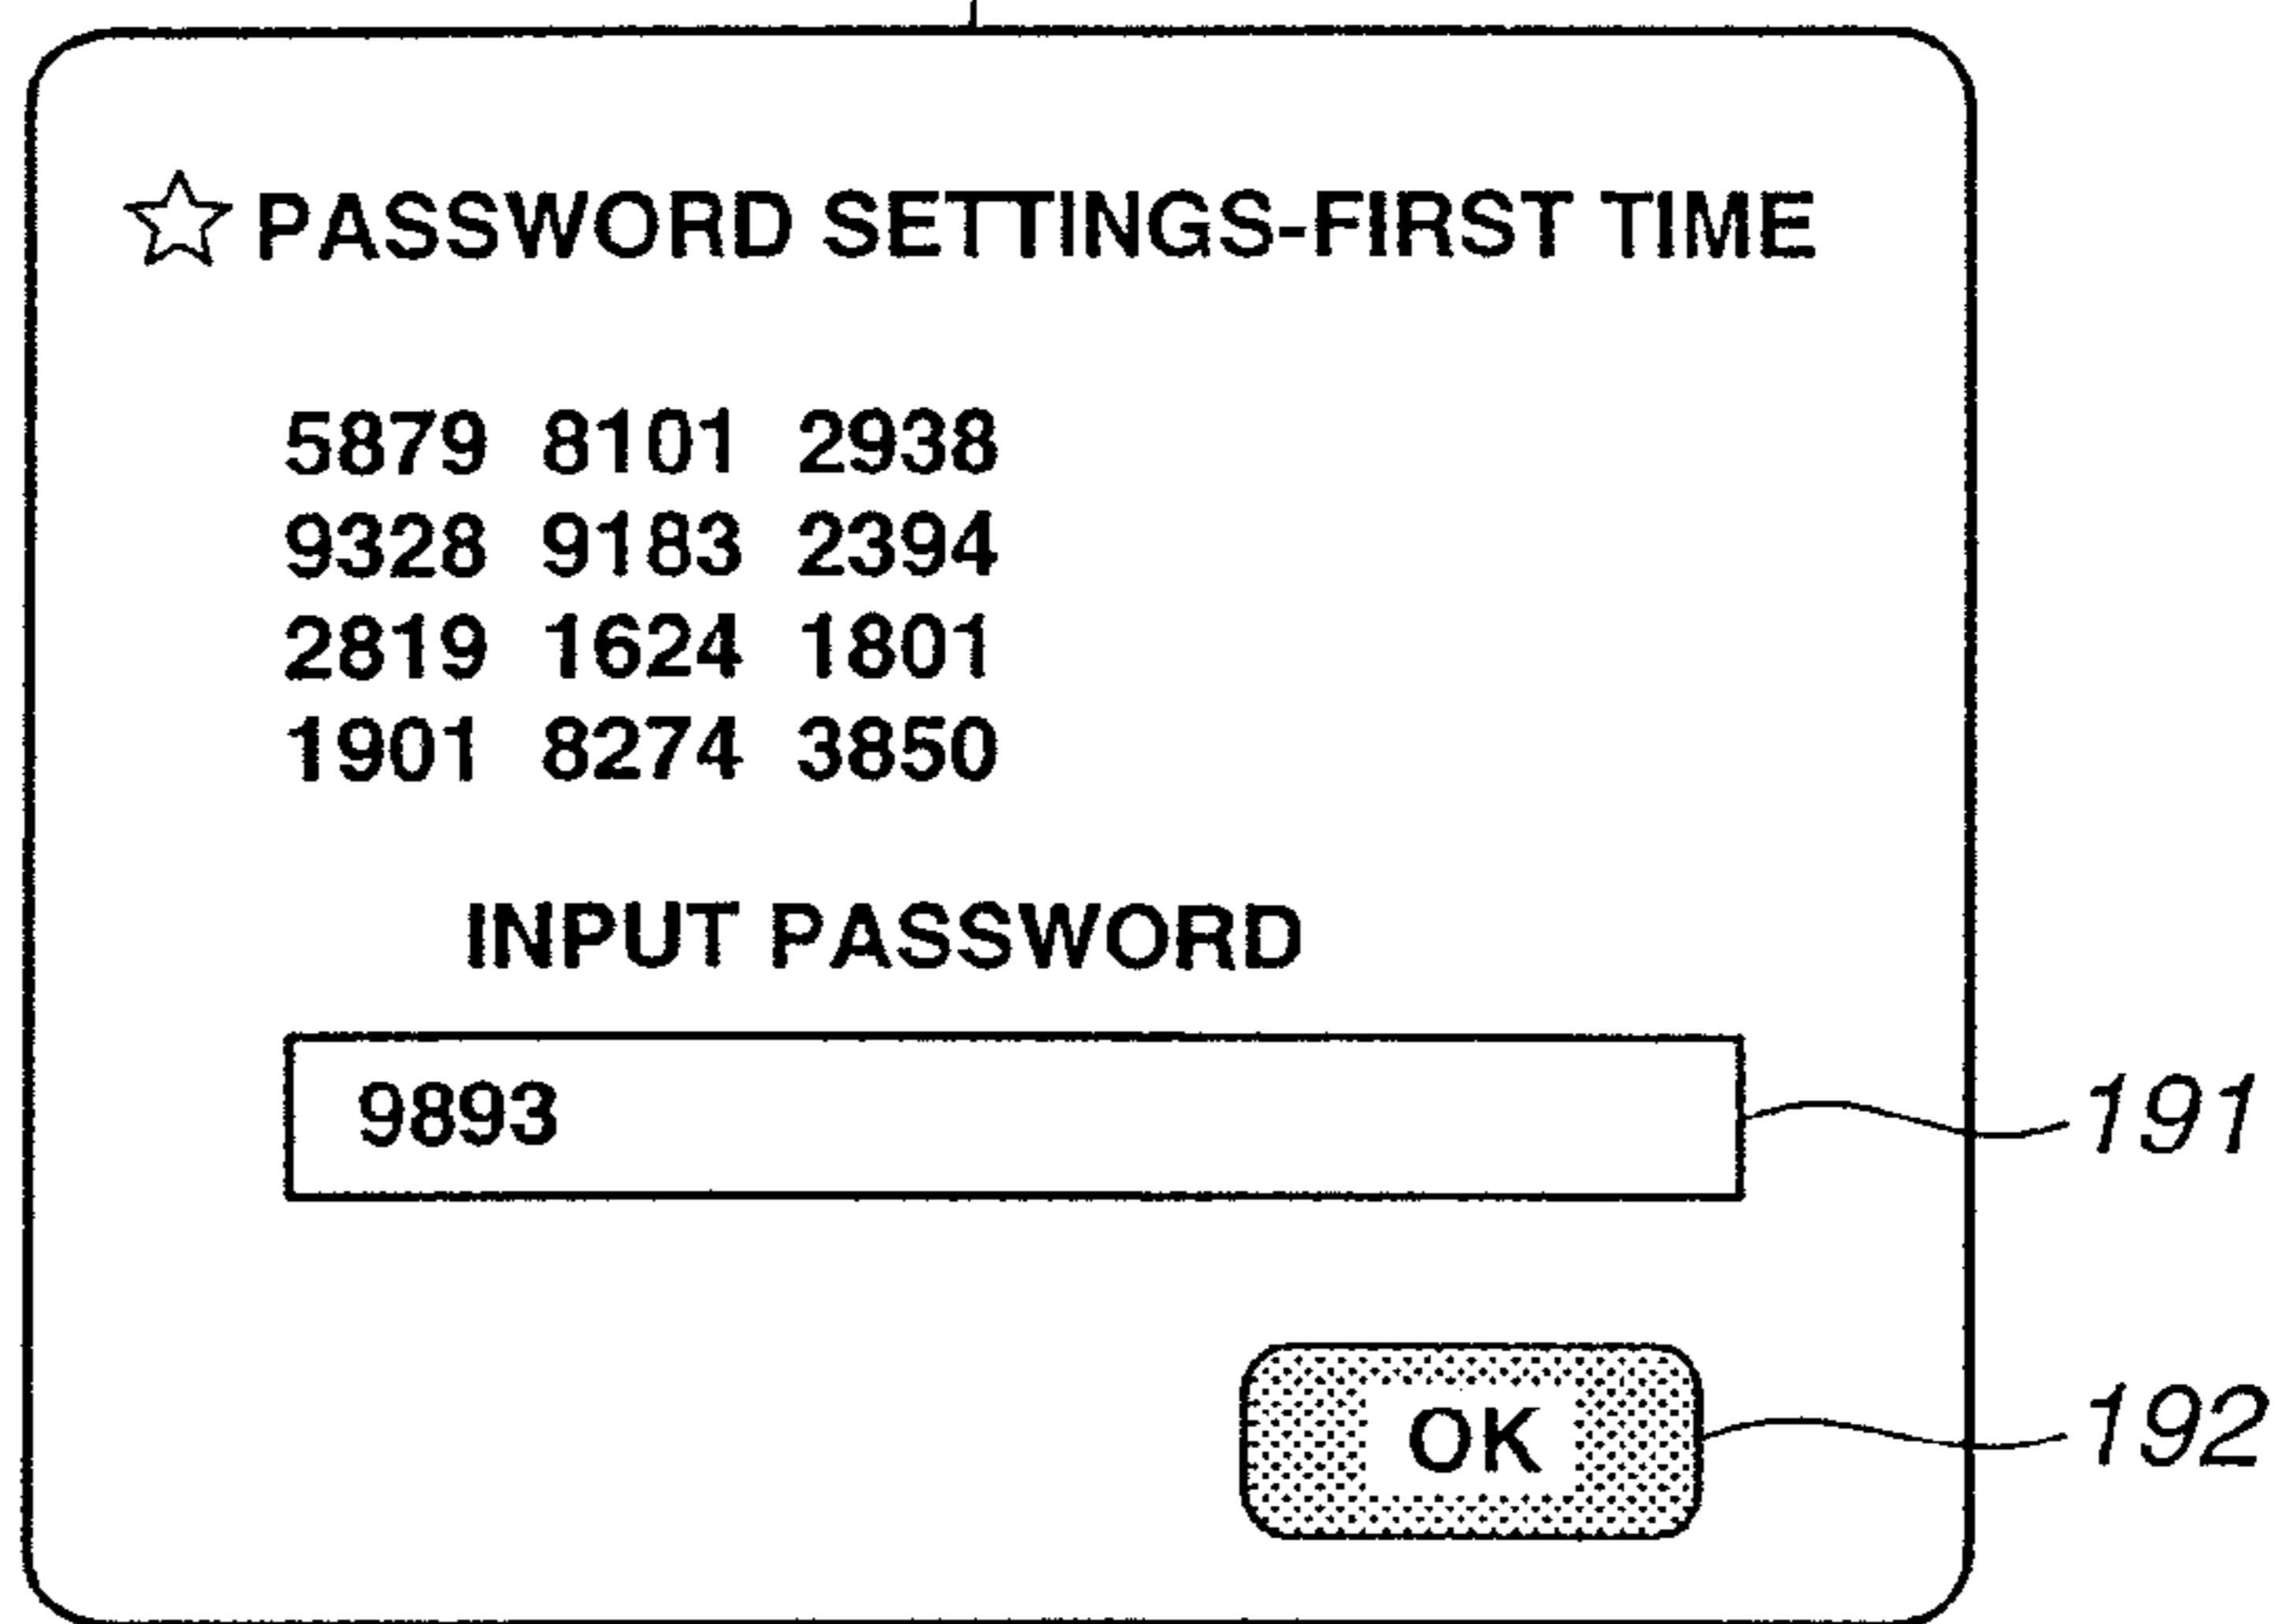 ☆PASSWORD SETTINGS-FIRST TIME
5879 8101 2938
9328 9183 2394
2819 1624 1801
1901 8274 3850
INPUT PASSWORD
9893
191
OK
192